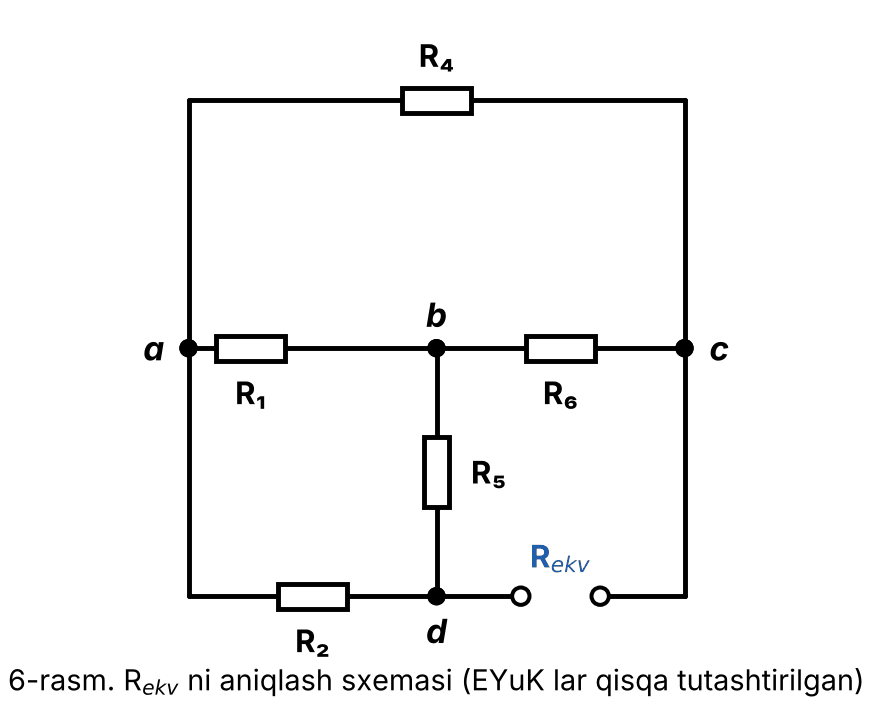 R₄
b
a
c
R₁
R₆
R₅
Rekv
d
R₂
6-rasm. Rekv ni aniqlash sxemasi (EYuK lar qisqa tutashtirilgan)